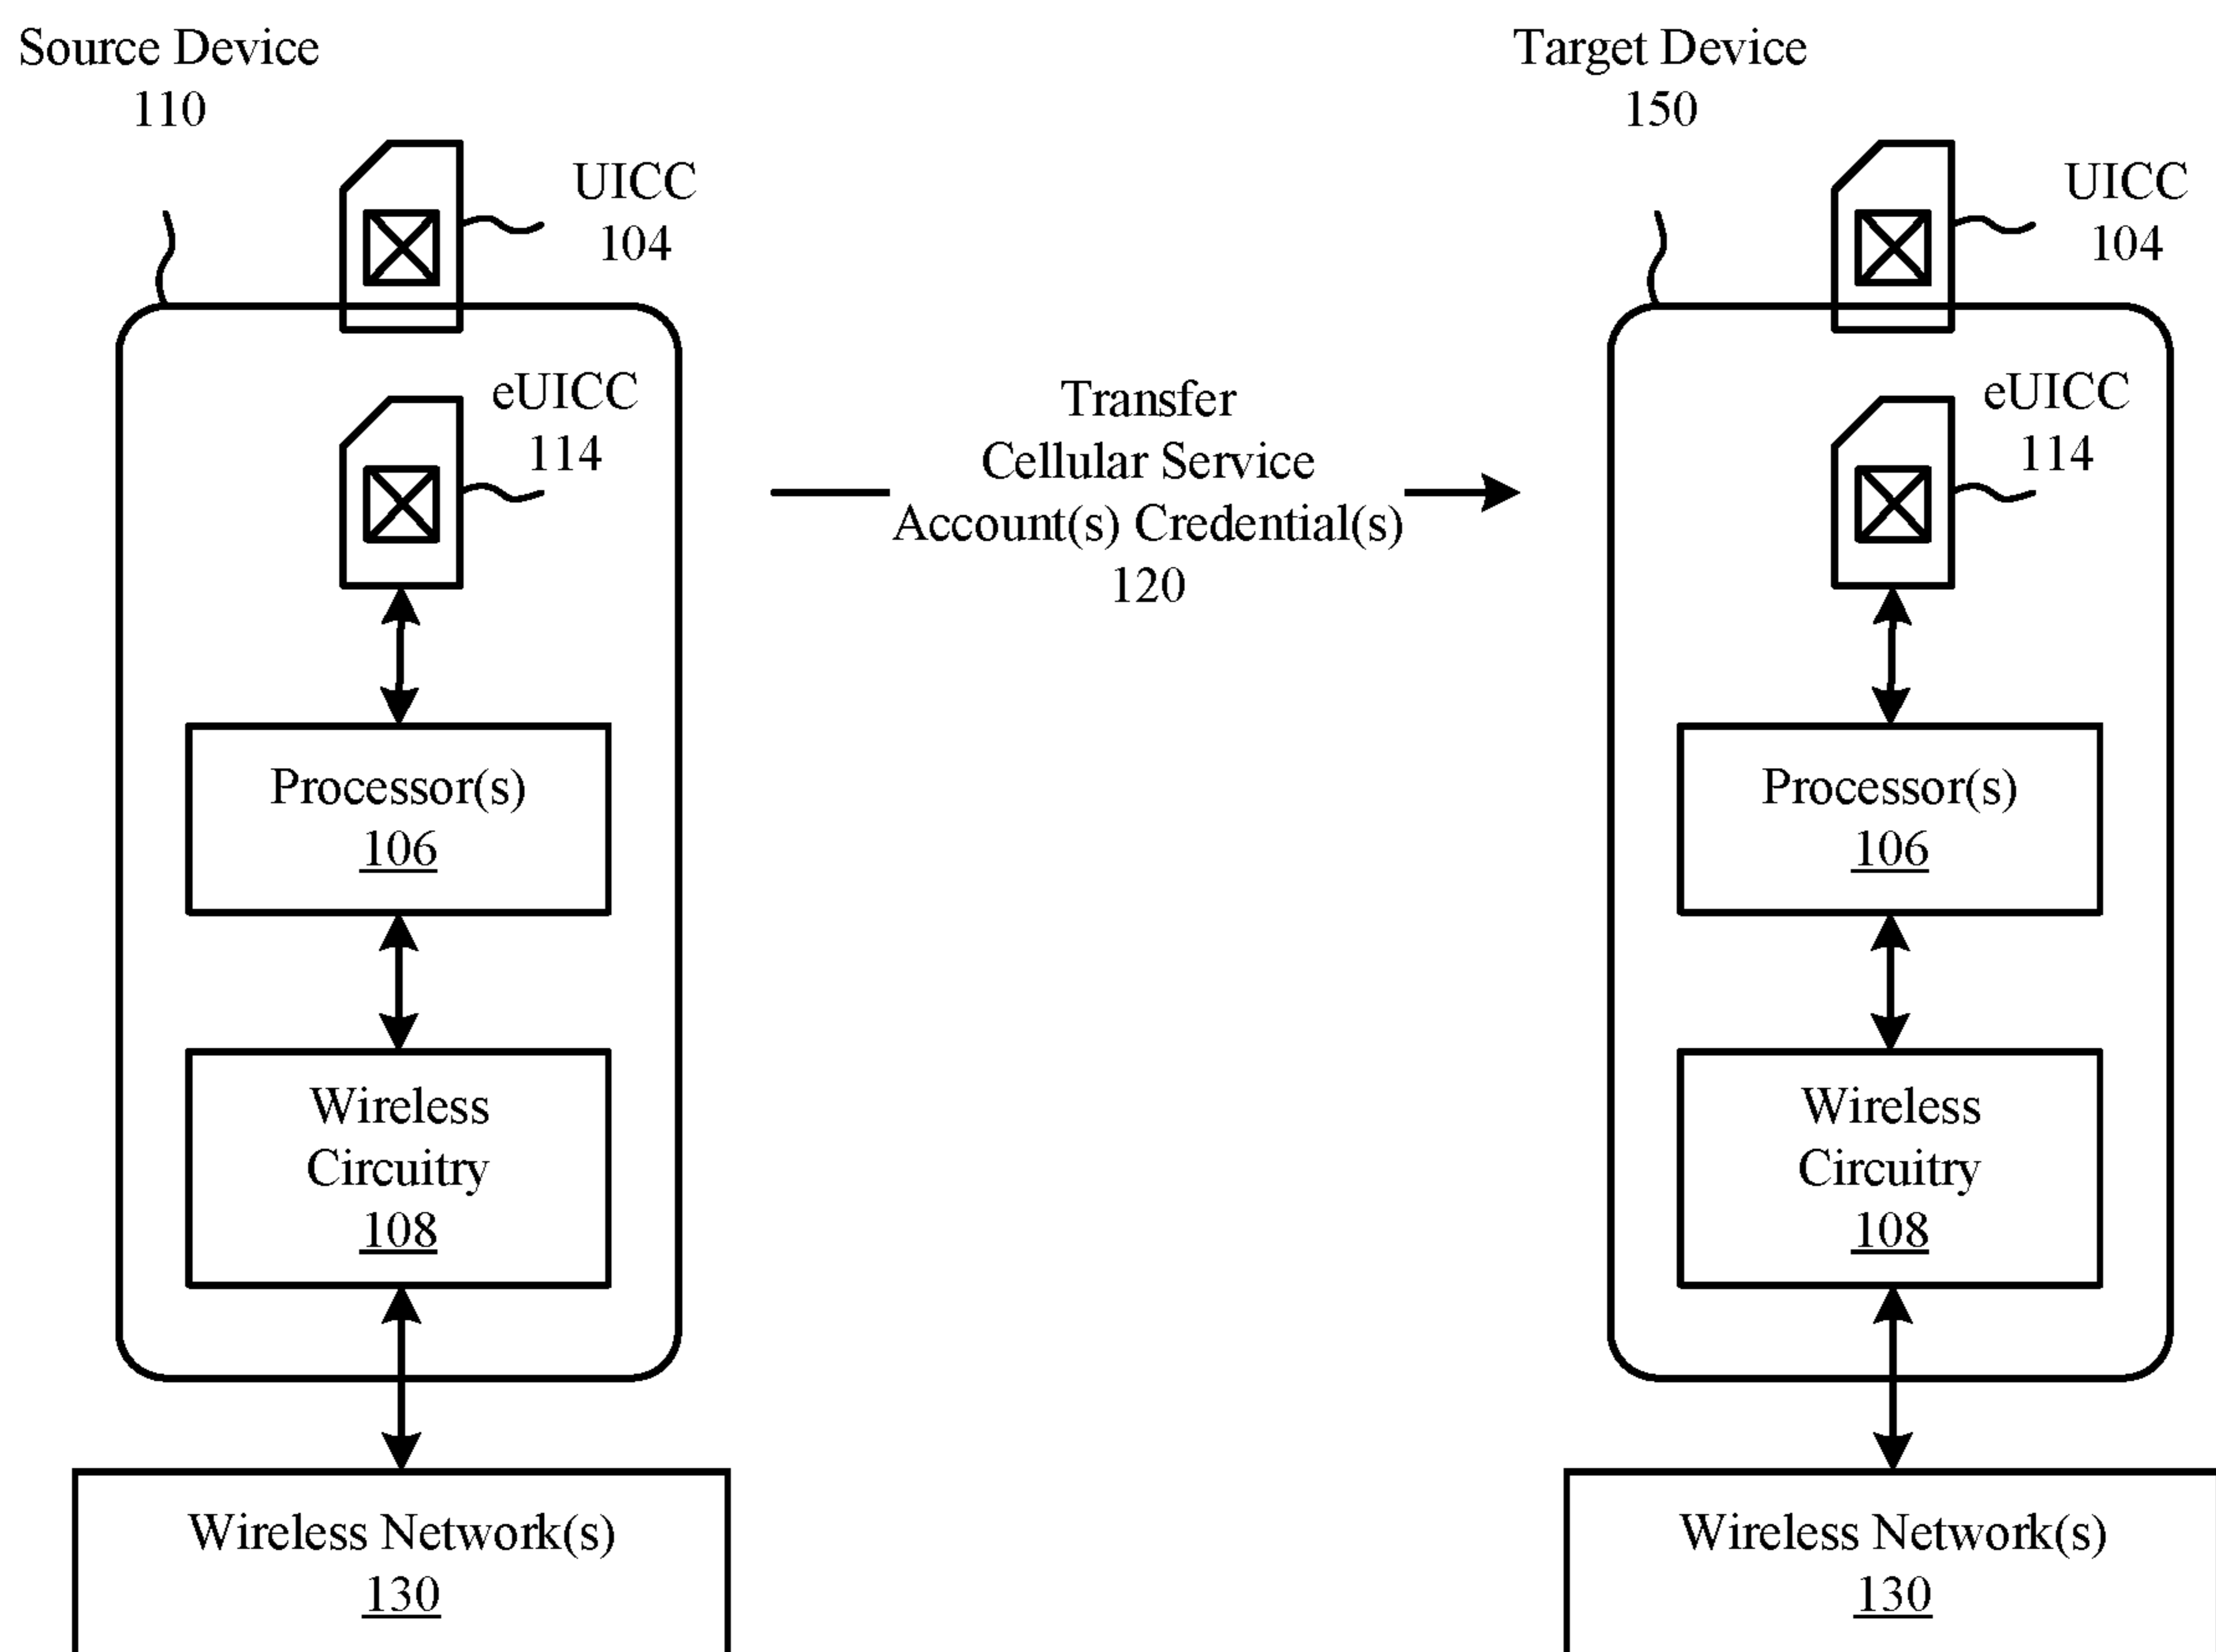 Source Device
110
UICC
104
eUICC
114
Processor(s)
106
Wireless
Circuitry
108
Wireless Network(s)
130
Transfer
Cellular Service
Account(s) Credential(s)
120
Target Device
150
UICC
104
eUICC
114
Processor(s)
106
Wireless
Circuitry
108
Wireless Network(s)
130